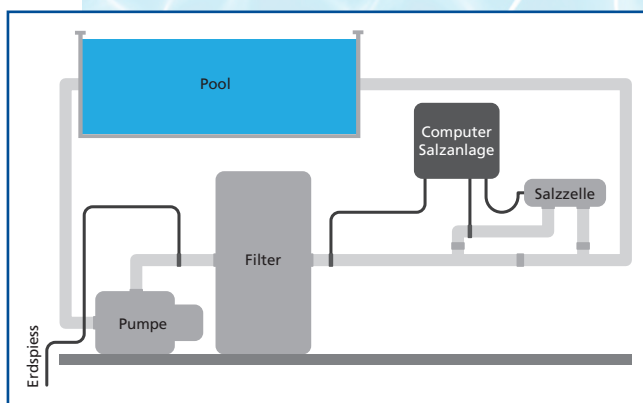 Pool
Computer
Salzanlage
Salzzelle
Filter
Pumpe
Erdspiess